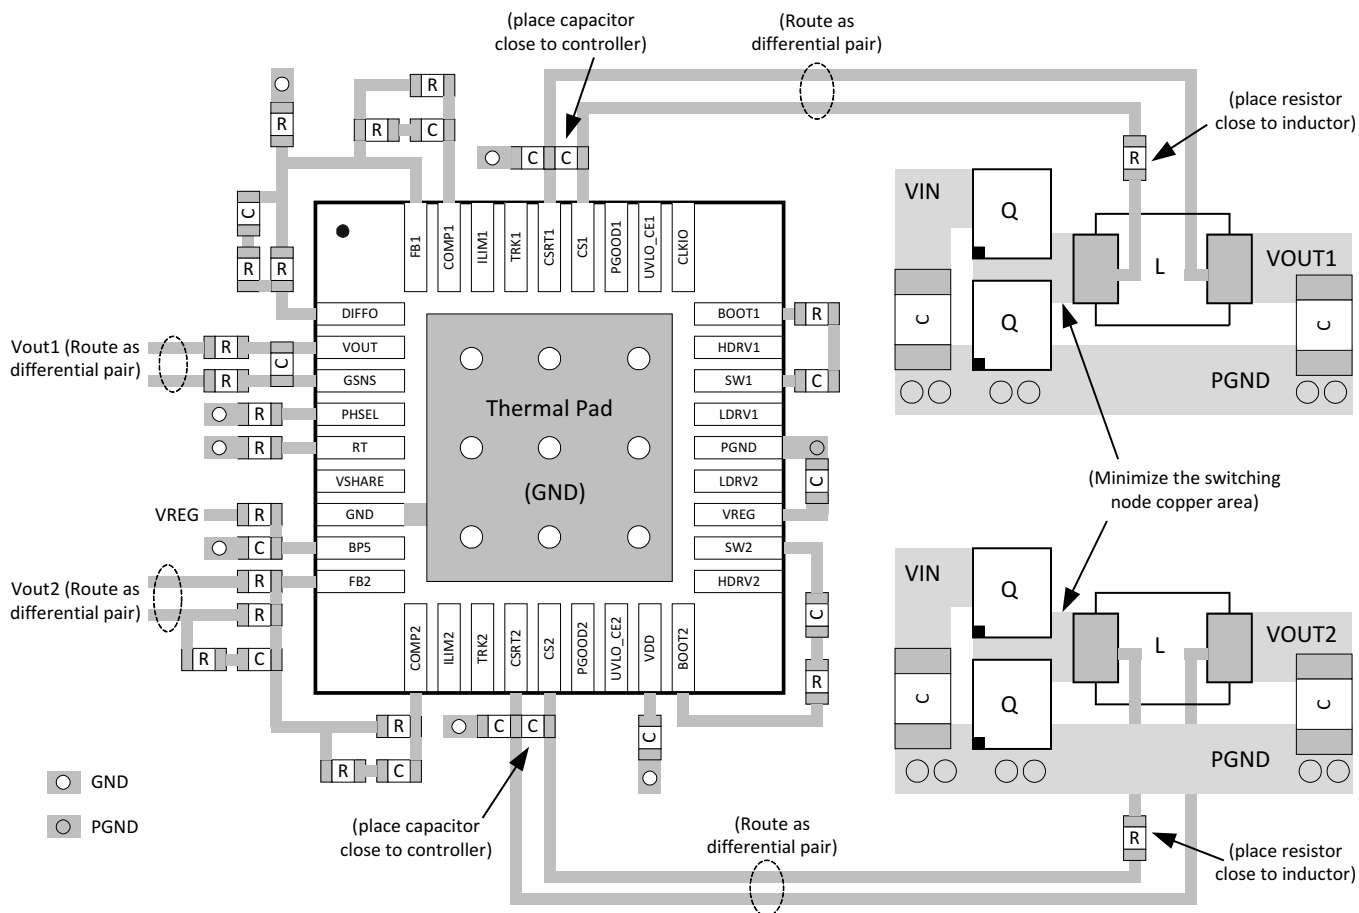 (place capacitor
close to controller)
(Route as
differential pair)
(place resistor
close to inductor)
R
R
C
R
R
C
C
C
R
C
R
R
FB1
COMP1
ILIM1
TRK1
CSRT1
CS1
PGOOD1
UVLO_CE1
CLKIO
VIN
Q
L
VOUT1
C
Q
C
PGND
DIFFO
VOUT
GSNS
PHSEL
RT
VSHARE
GND
BP5
FB2
BOOT1
HDRV1
SW1
LDRV1
PGND
LDRV2
VREG
SW2
HDRV2
Vout1 (Route as
differential pair)
R
C
R
R
R
R
C
C
Thermal Pad
(GND)
(Minimize the switching
node copper area)
VREG
R
C
Vout2 (Route as
differential pair)
R
R
R
C
C
R
COMP2
ILIM2
TRK2
CSRT2
CS2
PGOOD2
UVLO_CE2
VDD
BOOT2
VIN
Q
L
VOUT2
C
Q
C
PGND
R
R
C
C
C
C
GND
PGND
(place capacitor
close to controller)
(Route as
differential pair)
R
(place resistor
close to inductor)